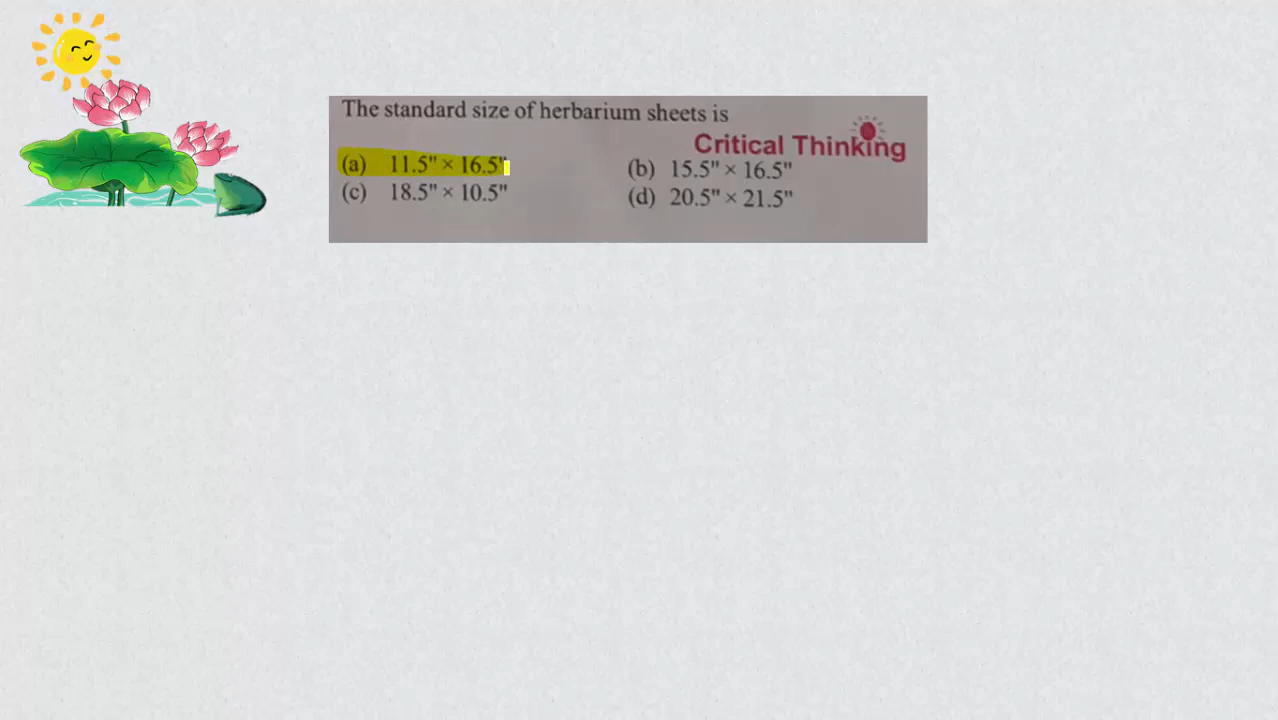 The standard size of herbarium sheets is
Critical Thinking
(a) 11.5" × 16.5"
(b) 15.5" × 16.5"
(c) 18.5" × 10.5"
(d) 20.5" × 21.5"